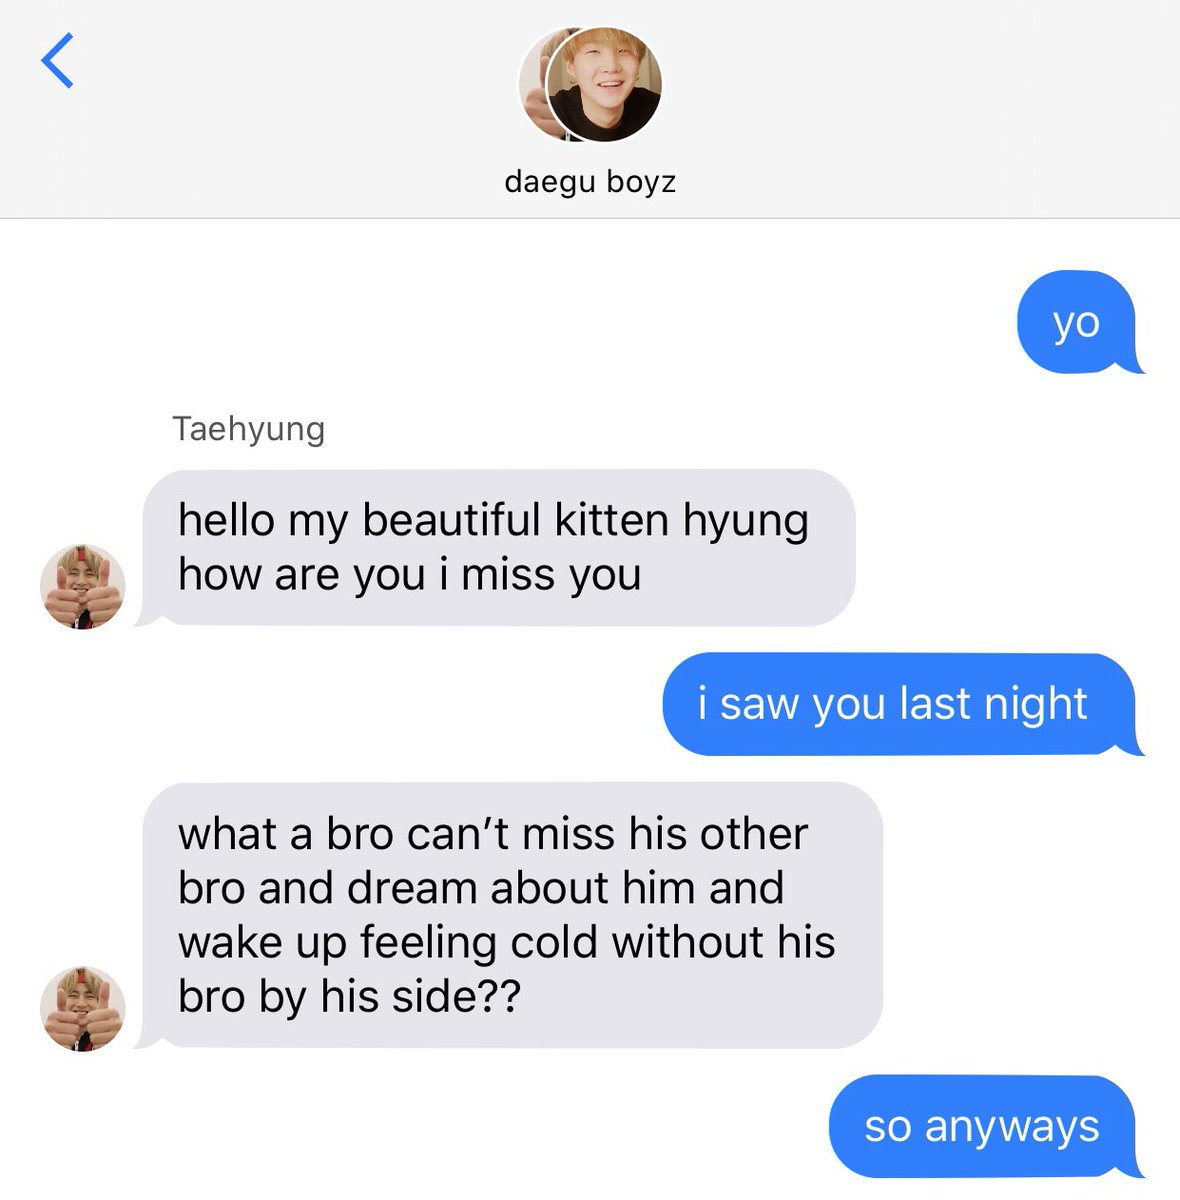 daegu boyz
yo
Taehyung
hello my beautiful kitten hyung
how are you i miss you
i saw you last night
what a bro can’t miss his other
bro and dream about him and
wake up feeling cold without his
bro by his side??
so anyways